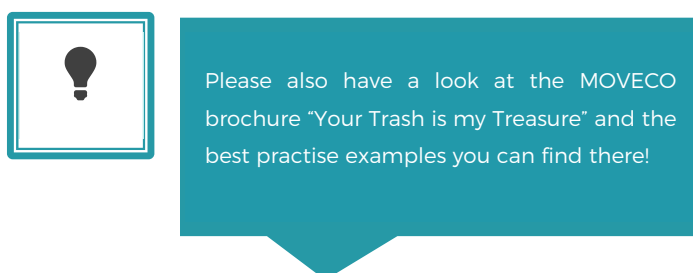 Please also have a look at the MOVECO
brochure “Your Trash is my Treasure” and the
best practise examples you can find there!